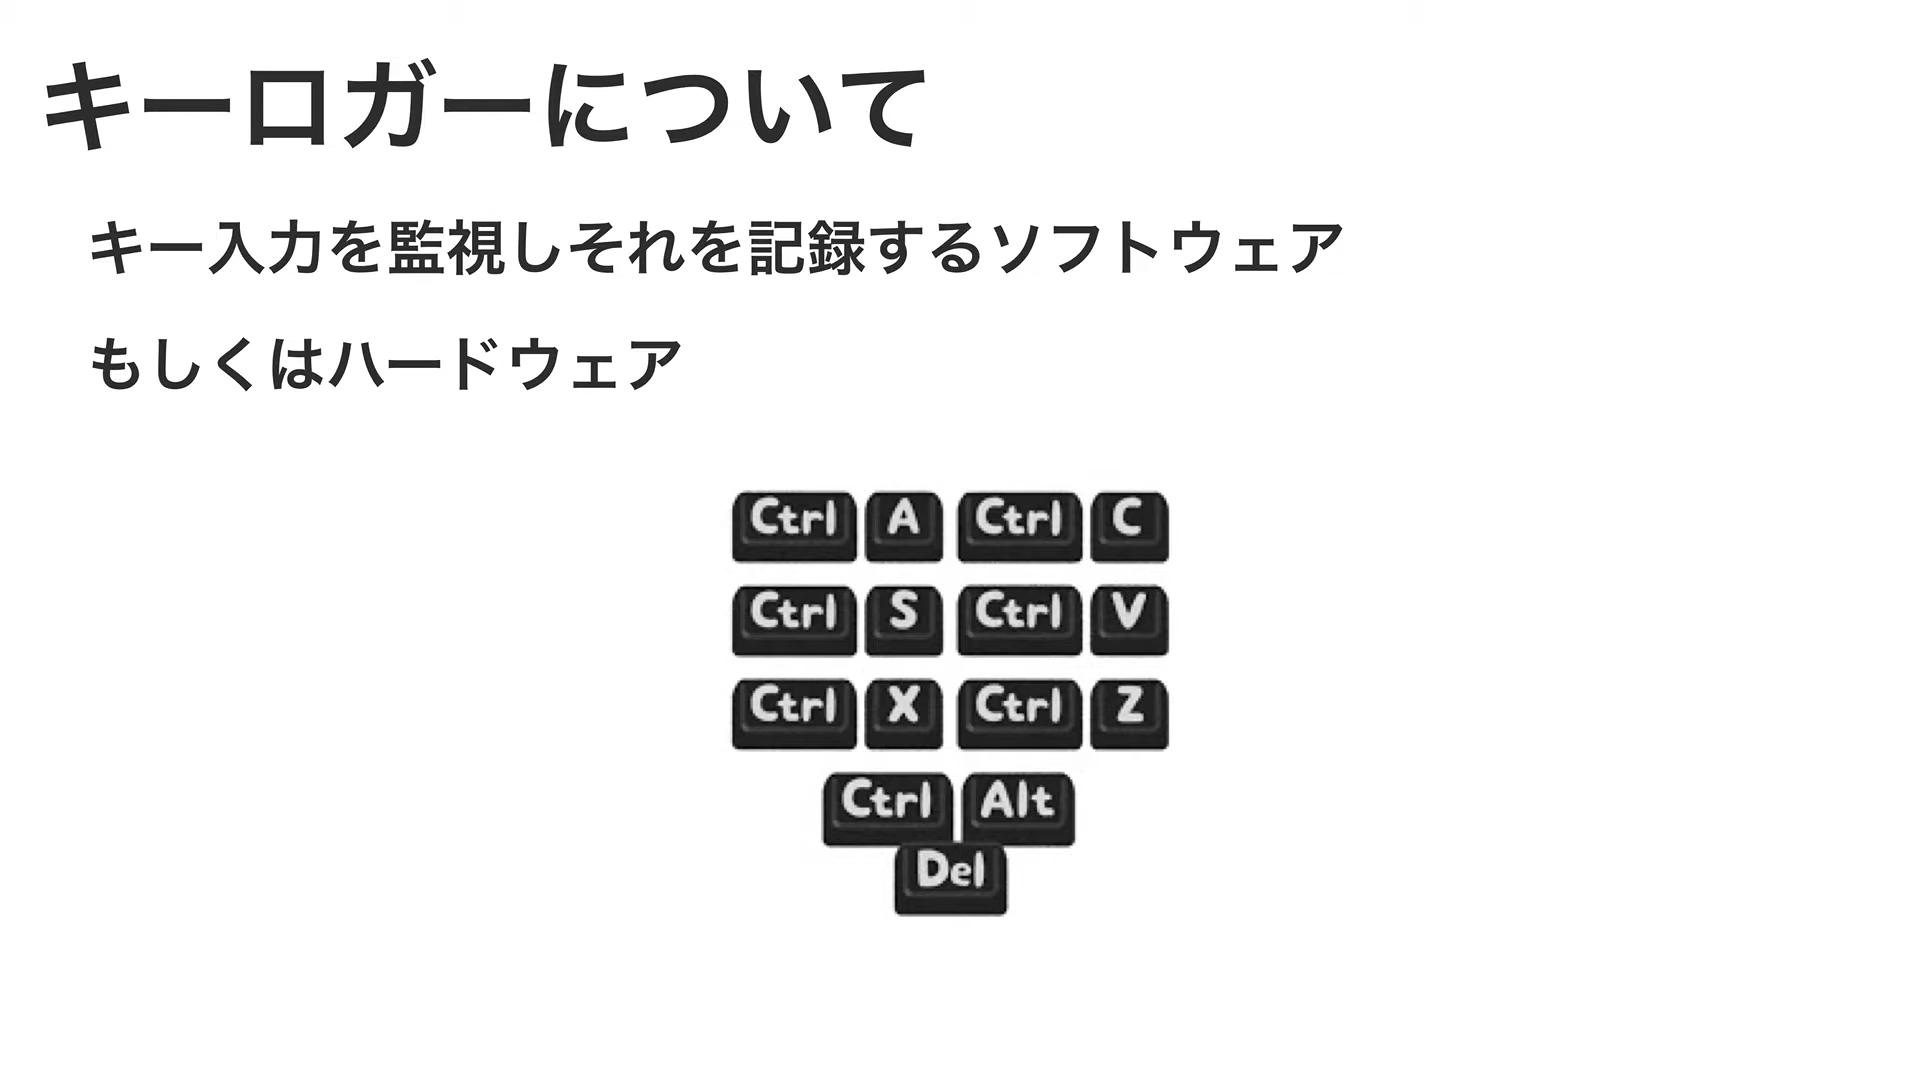 キーロガーについて
キー入力を監視しそれを記録するソフトウェア
もしくはハードウェア
Ctrl A Ctrl C
Ctrl S Ctrl V
Ctrl X Ctrl Z
Ctrl Alt
Del